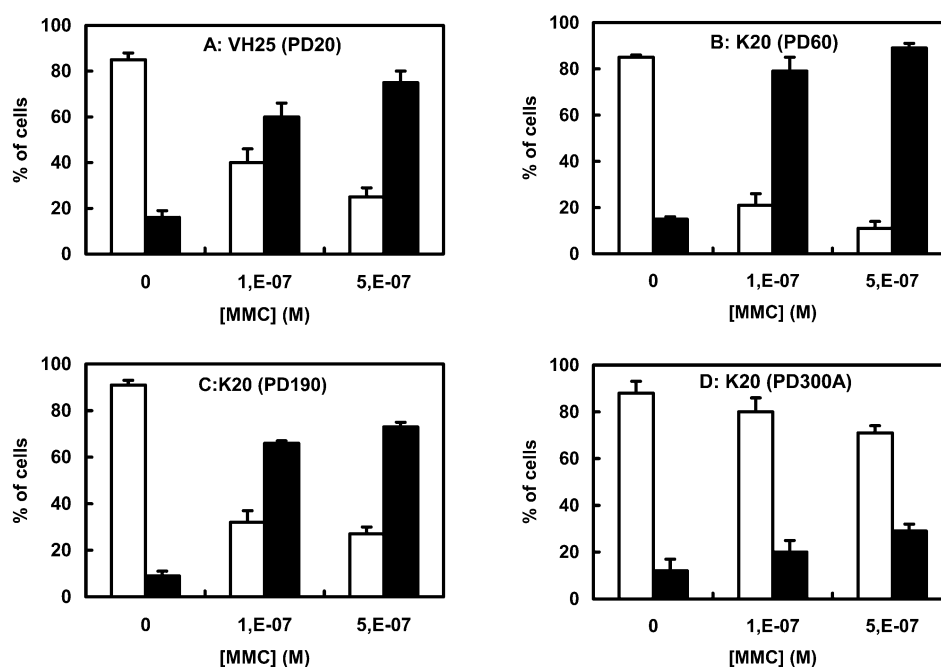 100
A: VH25 (PD20)
80
60
40
20
0
% of cells
0 1,E-07 5,E-07
[MMC] (M)
100
B: K20 (PD60)
80
60
40
20
0
% of cells
0 1,E-07 5,E-07
[MMC] (M)
100
C:K20 (PD190)
80
60
40
20
0
% of cells
0 1,E-07 5,E-07
[MMC] (M)
100
D: K20 (PD300A)
80
60
40
20
0
% of cells
0 1,E-07 5,E-07
[MMC] (M)